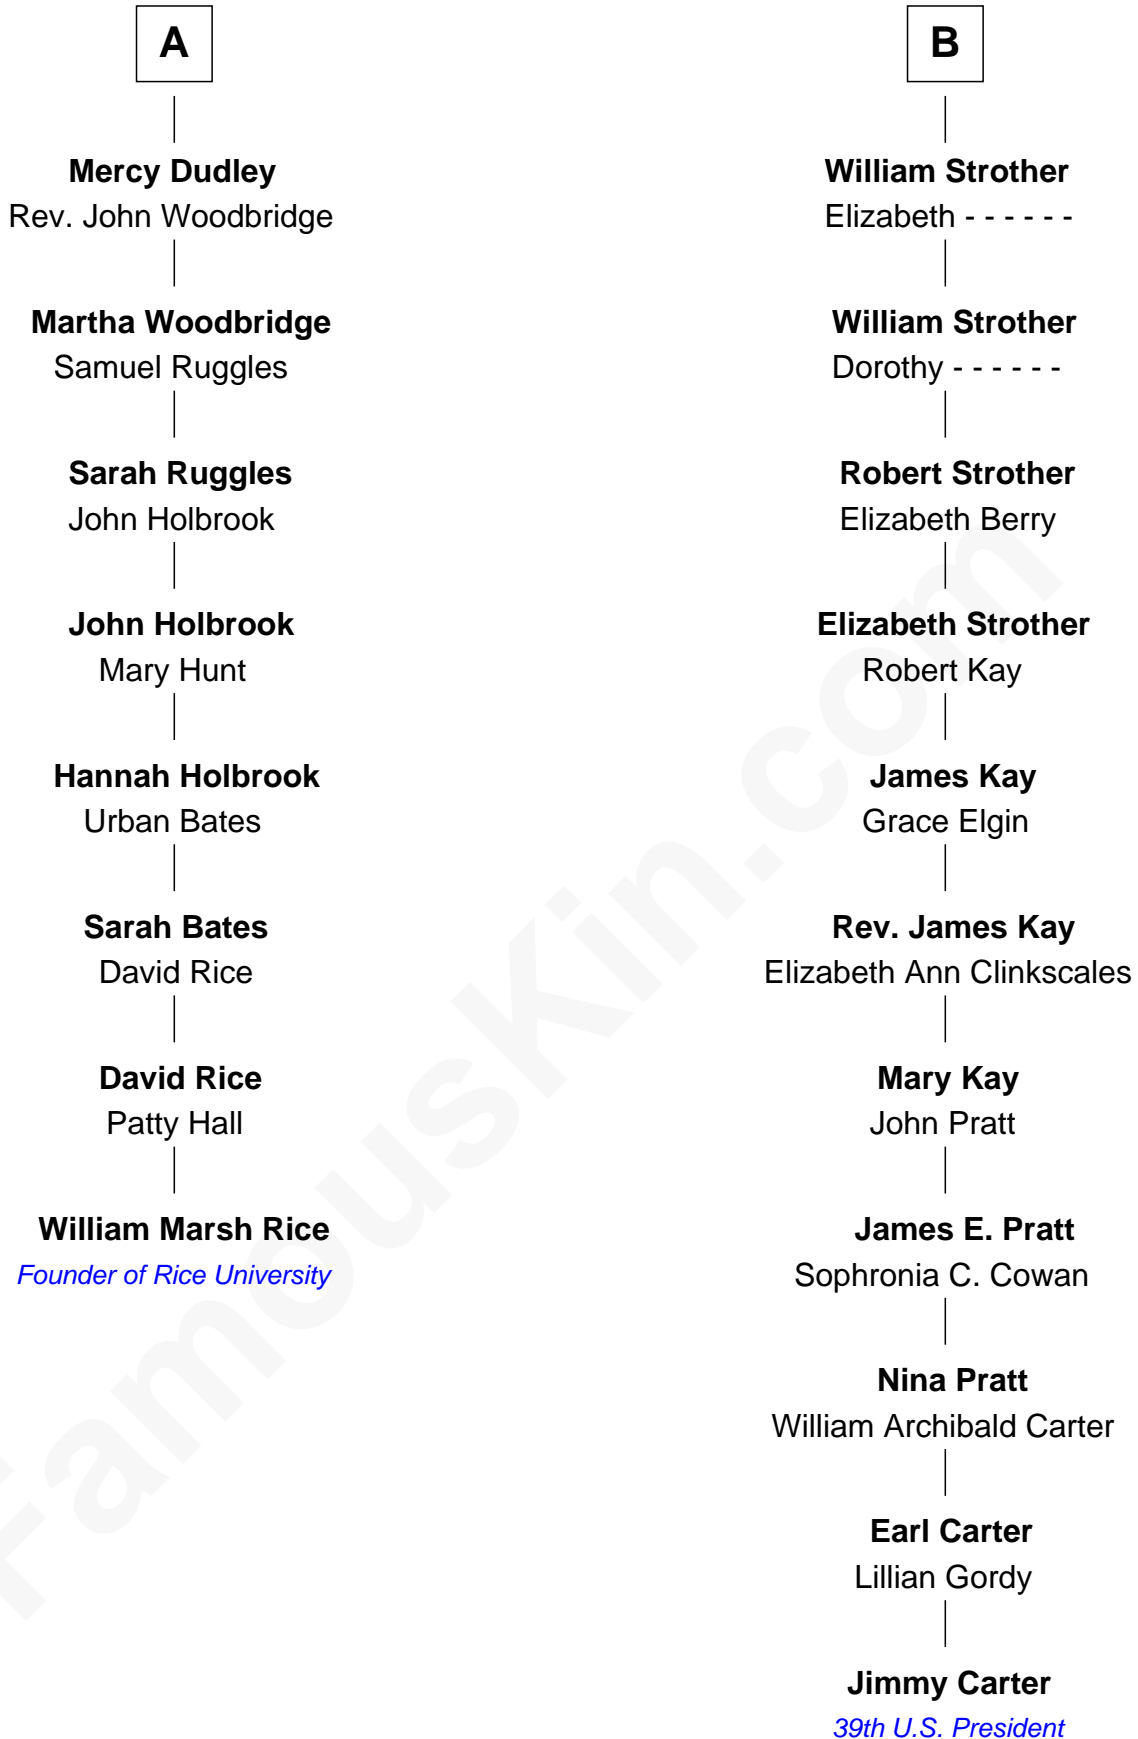 A
Mercy Dudley
Rev. John Woodbridge
Martha Woodbridge
Samuel Ruggles
Sarah Ruggles
John Holbrook
John Holbrook
Mary Hunt
Hannah Holbrook
Urban Bates
Sarah Bates
David Rice
David Rice
Patty Hall
William Marsh Rice
Founder of Rice University
B
William Strother
Elizabeth - - - - - -
William Strother
Dorothy - - - - - -
Robert Strother
Elizabeth Berry
Elizabeth Strother
Robert Kay
James Kay
Grace Elgin
Rev. James Kay
Elizabeth Ann Clinkscales
Mary Kay
John Pratt
James E. Pratt
Sophronia C. Cowan
Nina Pratt
William Archibald Carter
Earl Carter
Lillian Gordy
Jimmy Carter
39th U.S. President
FamousKin.com